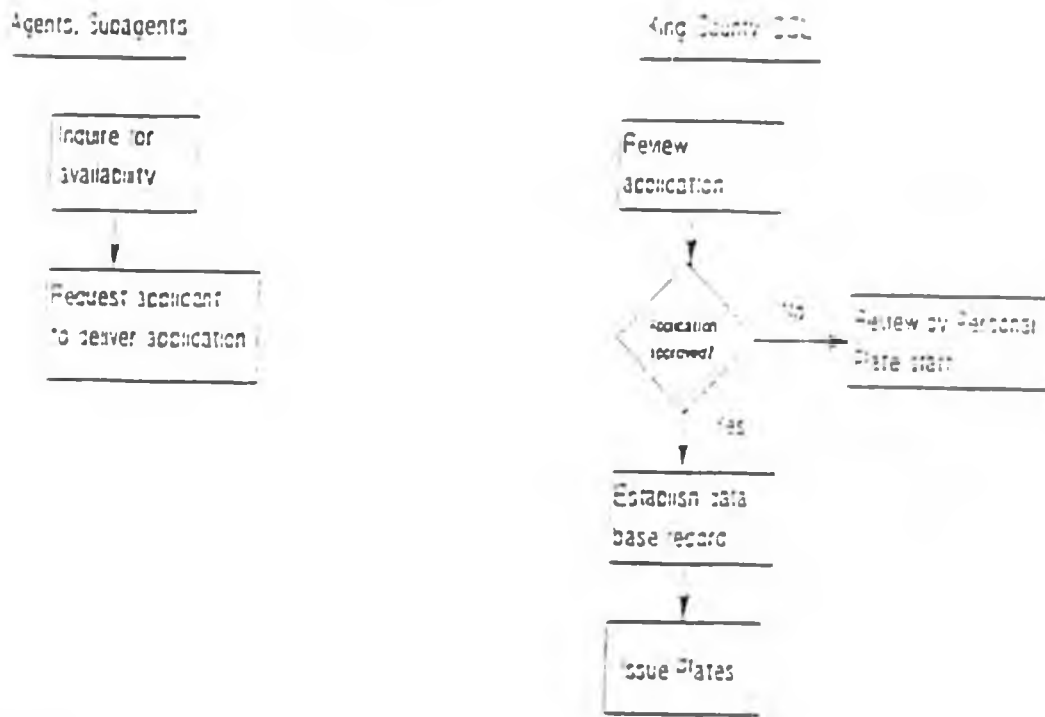 Agents, Subagents
King County
Inquire for
availability
Request applicant
to deliver application
Review
application
Application
approved?
No
Review by Personal
Plate staff
Yes
Establish data
base record
Issue Plates